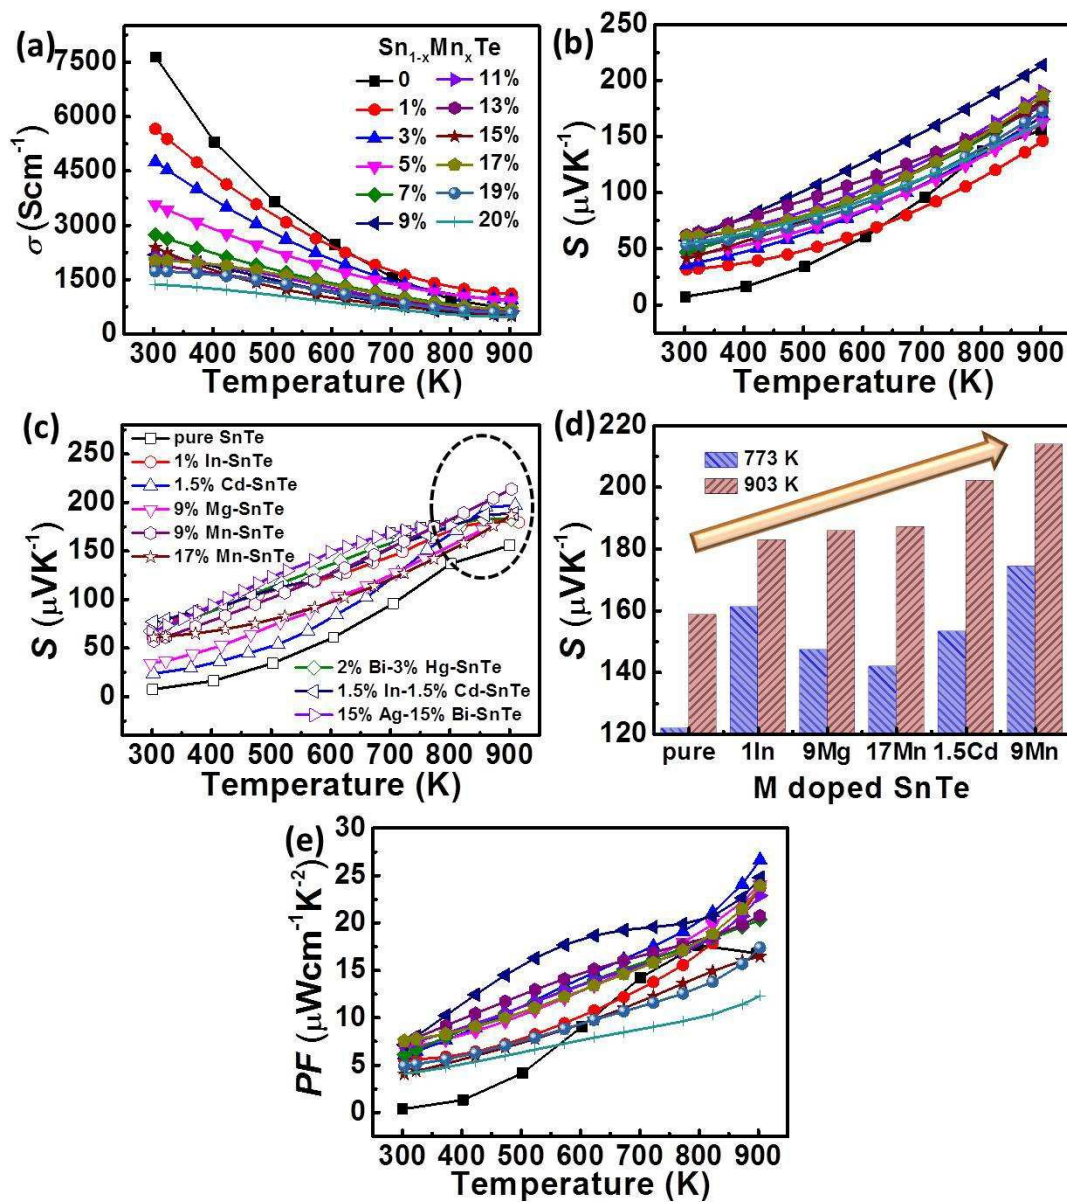 (a)
Sn1-xMnxTe
0
1%
3%
5%
7%
9%
11%
13%
15%
17%
19%
20%
σ(Scm-1)
7500
6000
4500
3000
1500
0
300 400 500 600 700 800 900
Temperature (K)
(b)
S (μVK-1)
250
200
150
100
50
0
300 400 500 600 700 800 900
Temperature (K)
(c)
pure SnTe
1% In-SnTe
1.5% Cd-SnTe
9% Mg-SnTe
9% Mn-SnTe
17% Mn-SnTe
2% Bi-3% Hg-SnTe
1.5% In-1.5% Cd-SnTe
15% Ag-15% Bi-SnTe
S (μVK-1)
250
200
150
100
50
0
300 400 500 600 700 800 900
Temperature (K)
(d)
773 K
903 K
S (μVK-1)
220
200
180
160
140
120
pure 1In 9Mg 17Mn 1.5Cd 9Mn
M doped SnTe
(e)
PF (μWcm-1K-2)
30
25
20
15
10
5
0
300 400 500 600 700 800 900
Temperature (K)